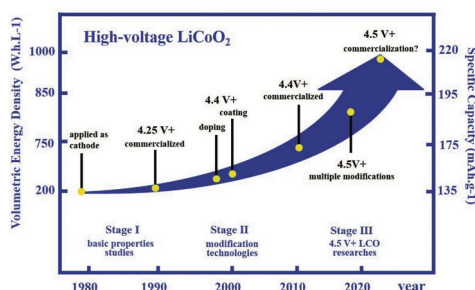 High-voltage LiCoO2
4.5 V+
commercialization?
4.4V+
commercialized
4.4 V+
coating
4.25 V+
commercialized
doping
applied as
cathode
4.5V+
multiple modifications
Stage I
basic properties
studies
Stage II
modification
technologies
Stage III
4.5 V+ LCO
researches
Volumetric Energy Density (W.h.L-1)
1000
850
750
200
Specific Capacity (mAh.g-1)
220
195
175
135
1980 1990 2000 2010 2020 year